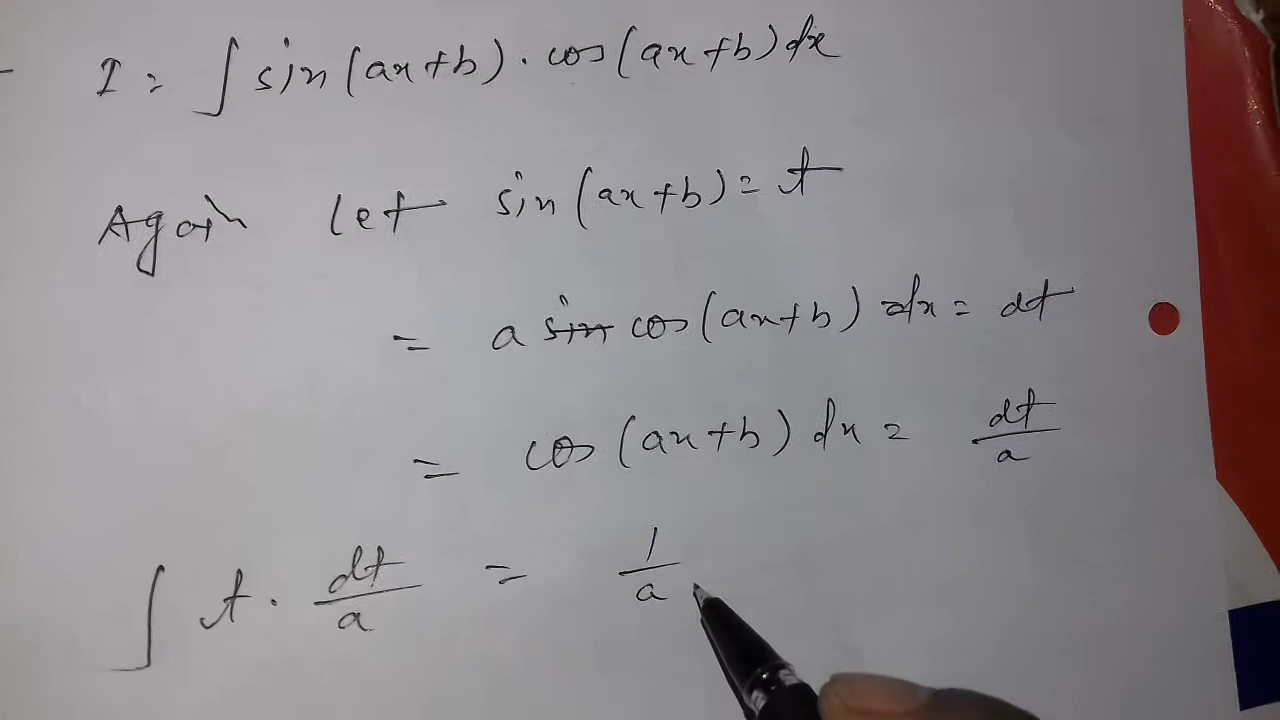 I = ∫ sin(ax+b) . cos(ax+b) dx
Again let sin(ax+b) = t
= a sin cos(ax+b) dx = dt
= cos(ax+b) dx = dt/a
∫ t . dt/a = 1/a